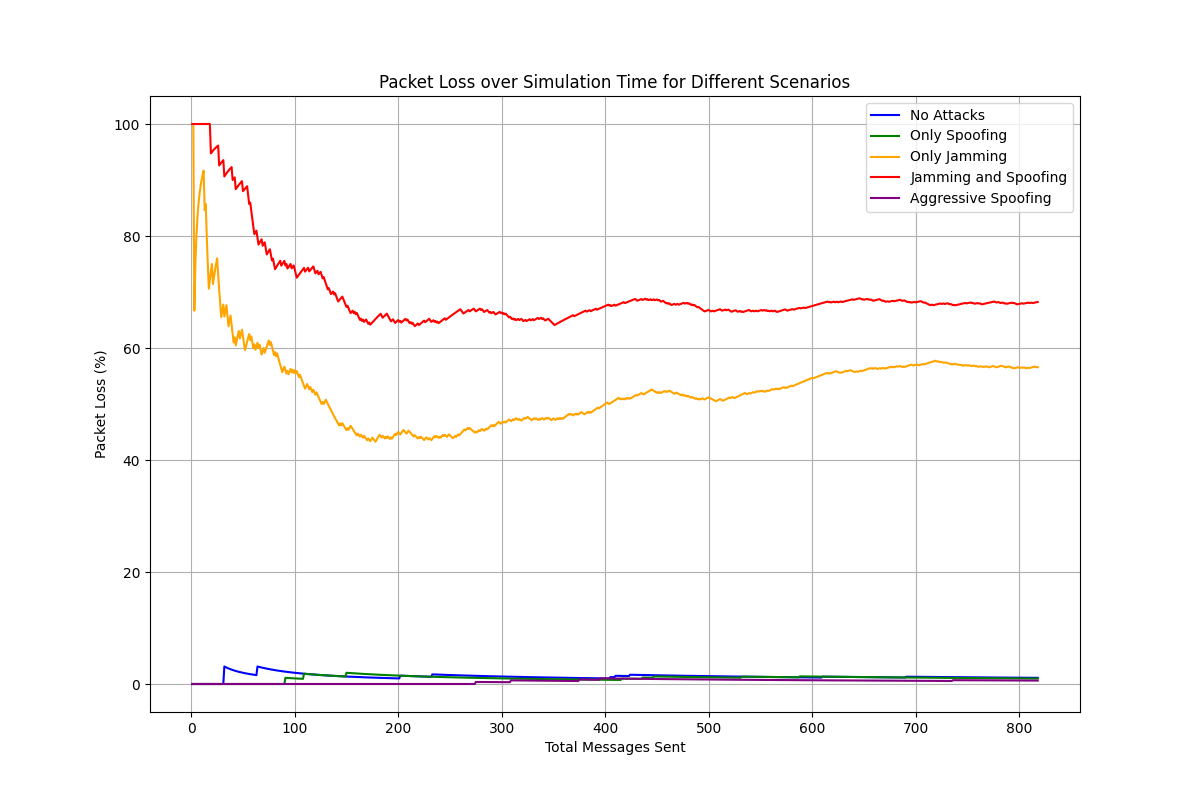 Packet Loss over Simulation Time for Different Scenarios
No Attacks
Only Spoofing
Only Jamming
Jamming and Spoofing
Aggressive Spoofing
100
80
60
40
20
0
Packet Loss (%)
0 100 200 300 400 500 600 700 800
Total Messages Sent